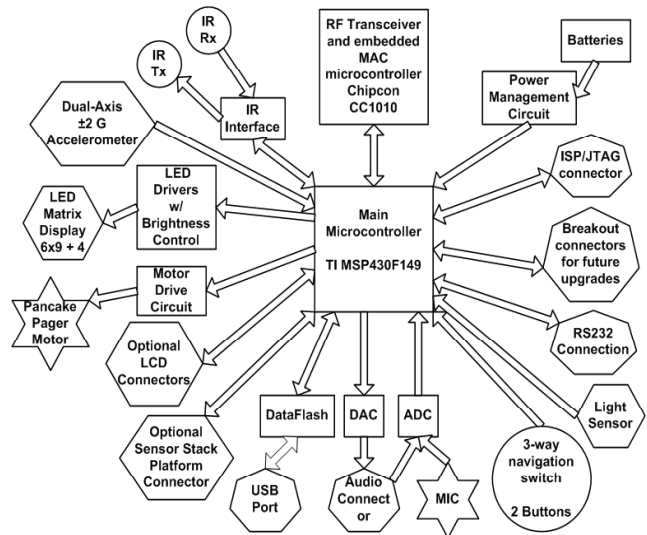 IR
Rx
IR
Tx
RF Transceiver
and embedded
MAC
microcontroller
Chipcon
CC1010
Batteries
Power
Management
Circuit
Dual-Axis
±2 G
Accelerometer
IR
Interface
ISP/JTAG
connector
LED
Drivers
w/
Brightness
Control
LED
Matrix
Display
6x9 + 4
Main
Microcontroller
TI MSP430F149
Breakout
connectors
for future
upgrades
Motor
Drive
Circuit
Pancake
Pager
Motor
RS232
Connection
Optional
LCD
Connectors
Light
Sensor
DataFlash
DAC
ADC
Optional
Sensor Stack
Platform
Connector
3-way
navigation
switch
2 Buttons
USB
Port
Audio
Connect
or
MIC